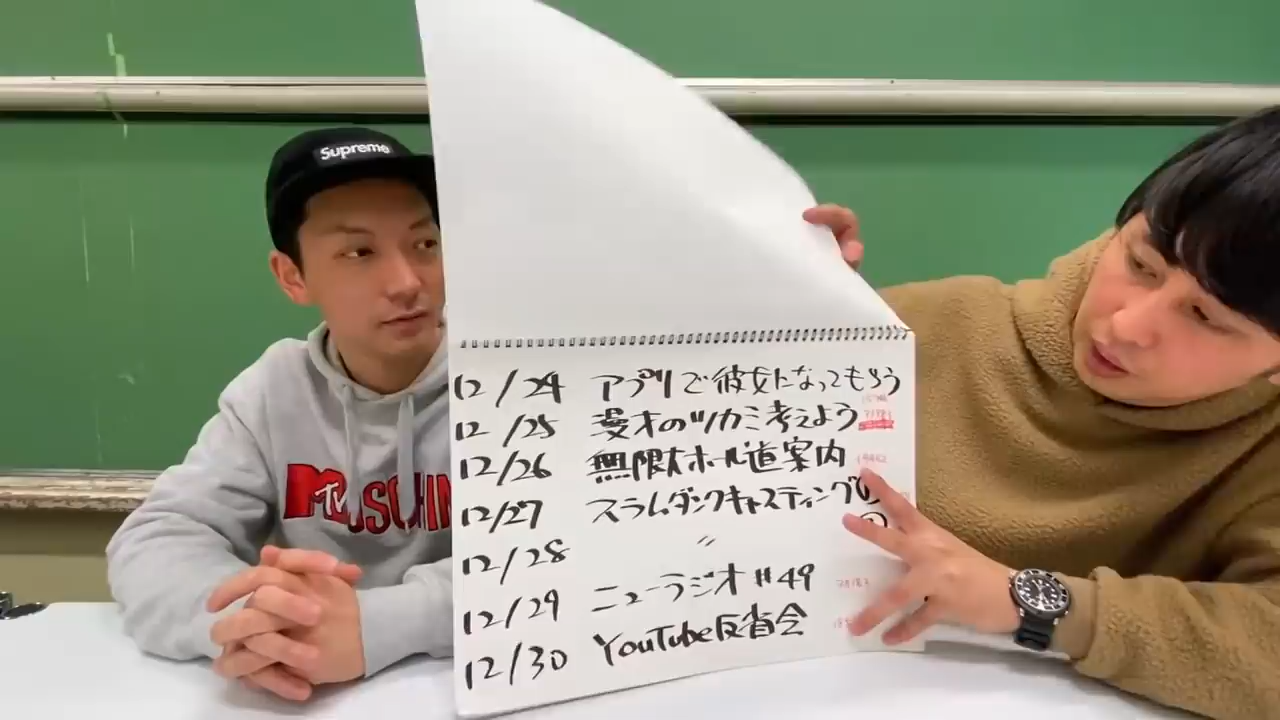 Supreme
MTV
12/24 アプリで彼女になってもらう
12/25 漫才のツカミ考えよう
12/26 無限大ホール道案内
12/27 スラムダンクキャスティング①
12/28 〃
12/29 ニューラジオ #49
12/30 YouTube反省会